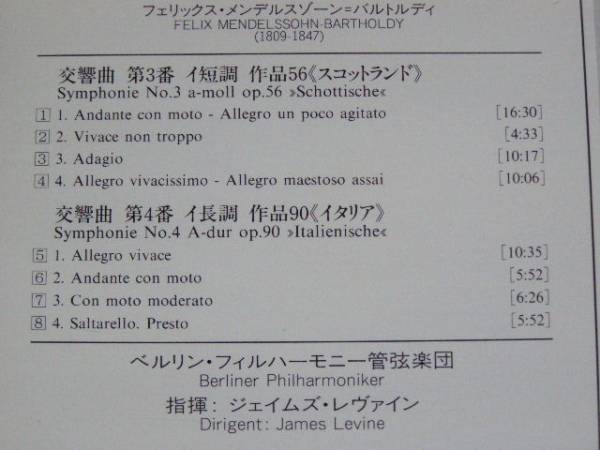 フェリックス・メンデルスゾーン=バルトルディ
FELIX MENDELSSOHN-BARTHOLDY
(1809-1847)
交響曲 第3番 イ短調 作品56《スコットランド》
Symphonie No.3 a-moll op.56 »Schottische«
1 1. Andante con moto - Allegro un poco agitato [16:30]
2 2. Vivace non troppo [4:33]
3 3. Adagio [10:17]
4 4. Allegro vivacissimo - Allegro maestoso assai [10:06]
交響曲 第4番 イ長調 作品90《イタリア》
Symphonie No.4 A-dur op.90 »Italienische«
5 1. Allegro vivace [10:35]
6 2. Andante con moto [5:52]
7 3. Con moto moderato [6:26]
8 4. Saltarello. Presto [5:52]
ベルリン・フィルハーモニー管弦楽団
Berliner Philharmoniker
指揮: ジェイムズ・レヴァイン
Dirigent: James Levine